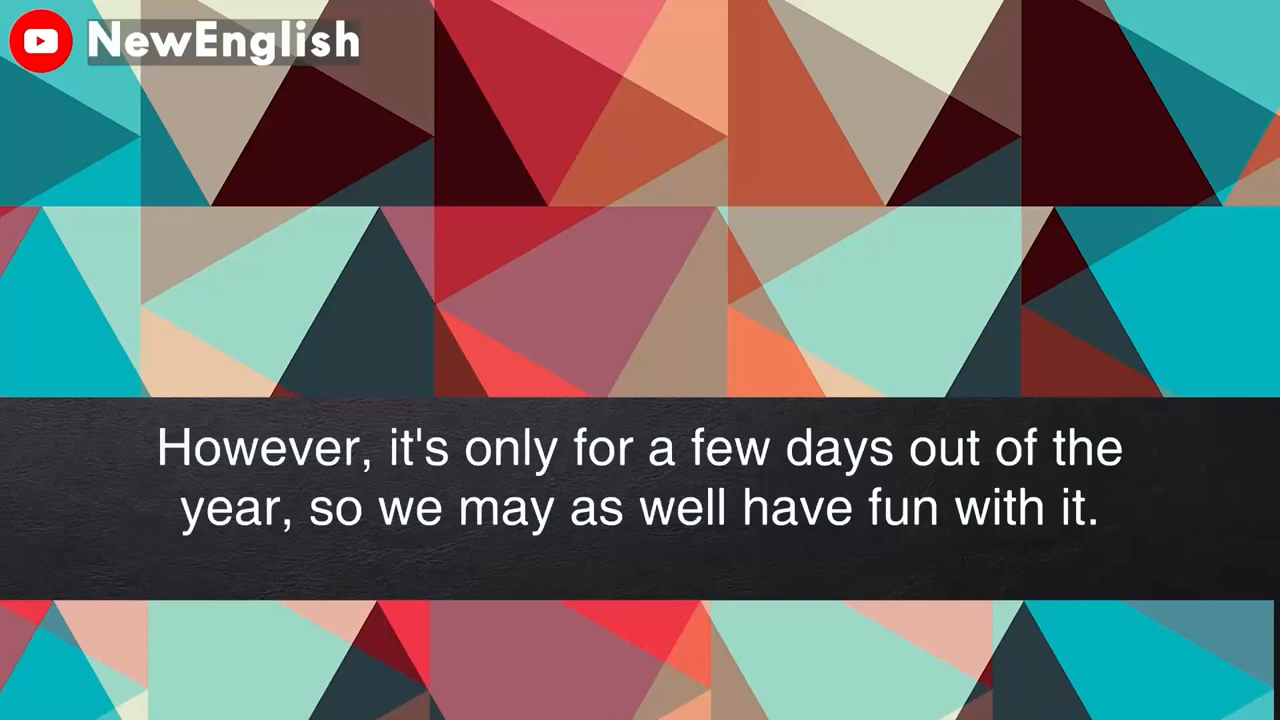 NewEnglish
However, it's only for a few days out of the
year, so we may as well have fun with it.